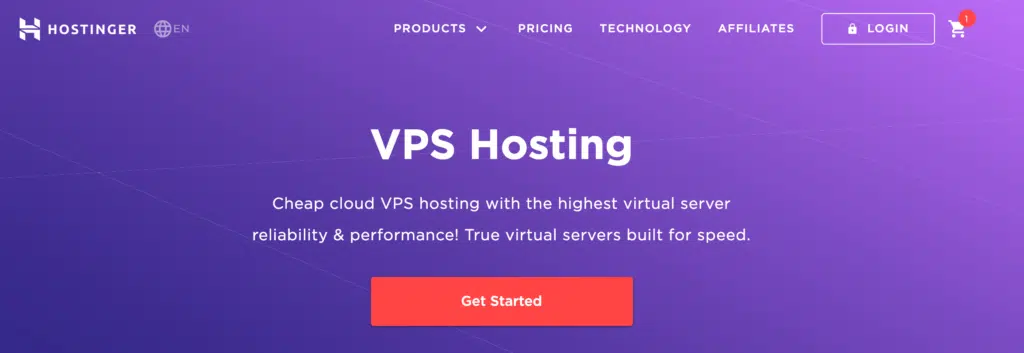 HOSTINGER EN PRODUCTS PRICING TECHNOLOGY AFFILIATES LOGIN 1
VPS Hosting
Cheap cloud VPS hosting with the highest virtual server
reliability & performance! True virtual servers built for speed.
Get Started